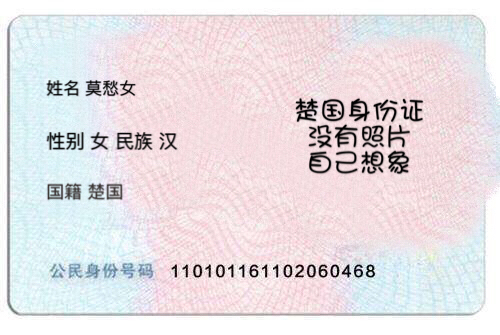 姓名 莫愁女
楚国身份证
没有照片
自己想象
性别 女 民族 汉
国籍 楚国
公民身份号码 110101161102060468